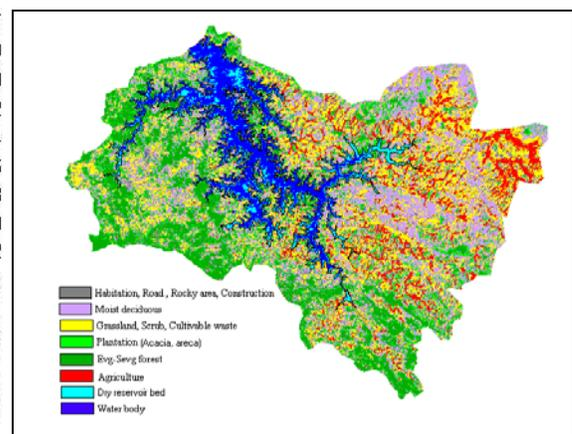 Habitation, Road , Rocky area, Construction
Moist deciduous
Grassland, Scrub, Cultivable waste
Plantation (Acacia, areca)
Evg-Sevg forest
Agriculture
Dry reservoir bed
Water body